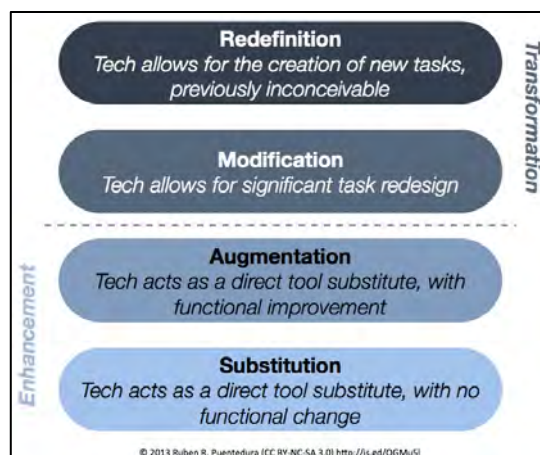 Redefinition
Tech allows for the creation of new tasks,
previously inconceivable
Transformation
Modification
Tech allows for significant task redesign
Augmentation
Tech acts as a direct tool substitute, with
functional improvement
Enhancement
Substitution
Tech acts as a direct tool substitute, with no
functional change
© 2013 Ruben R. Puentedura (CC BY-NC-SA 3.0)